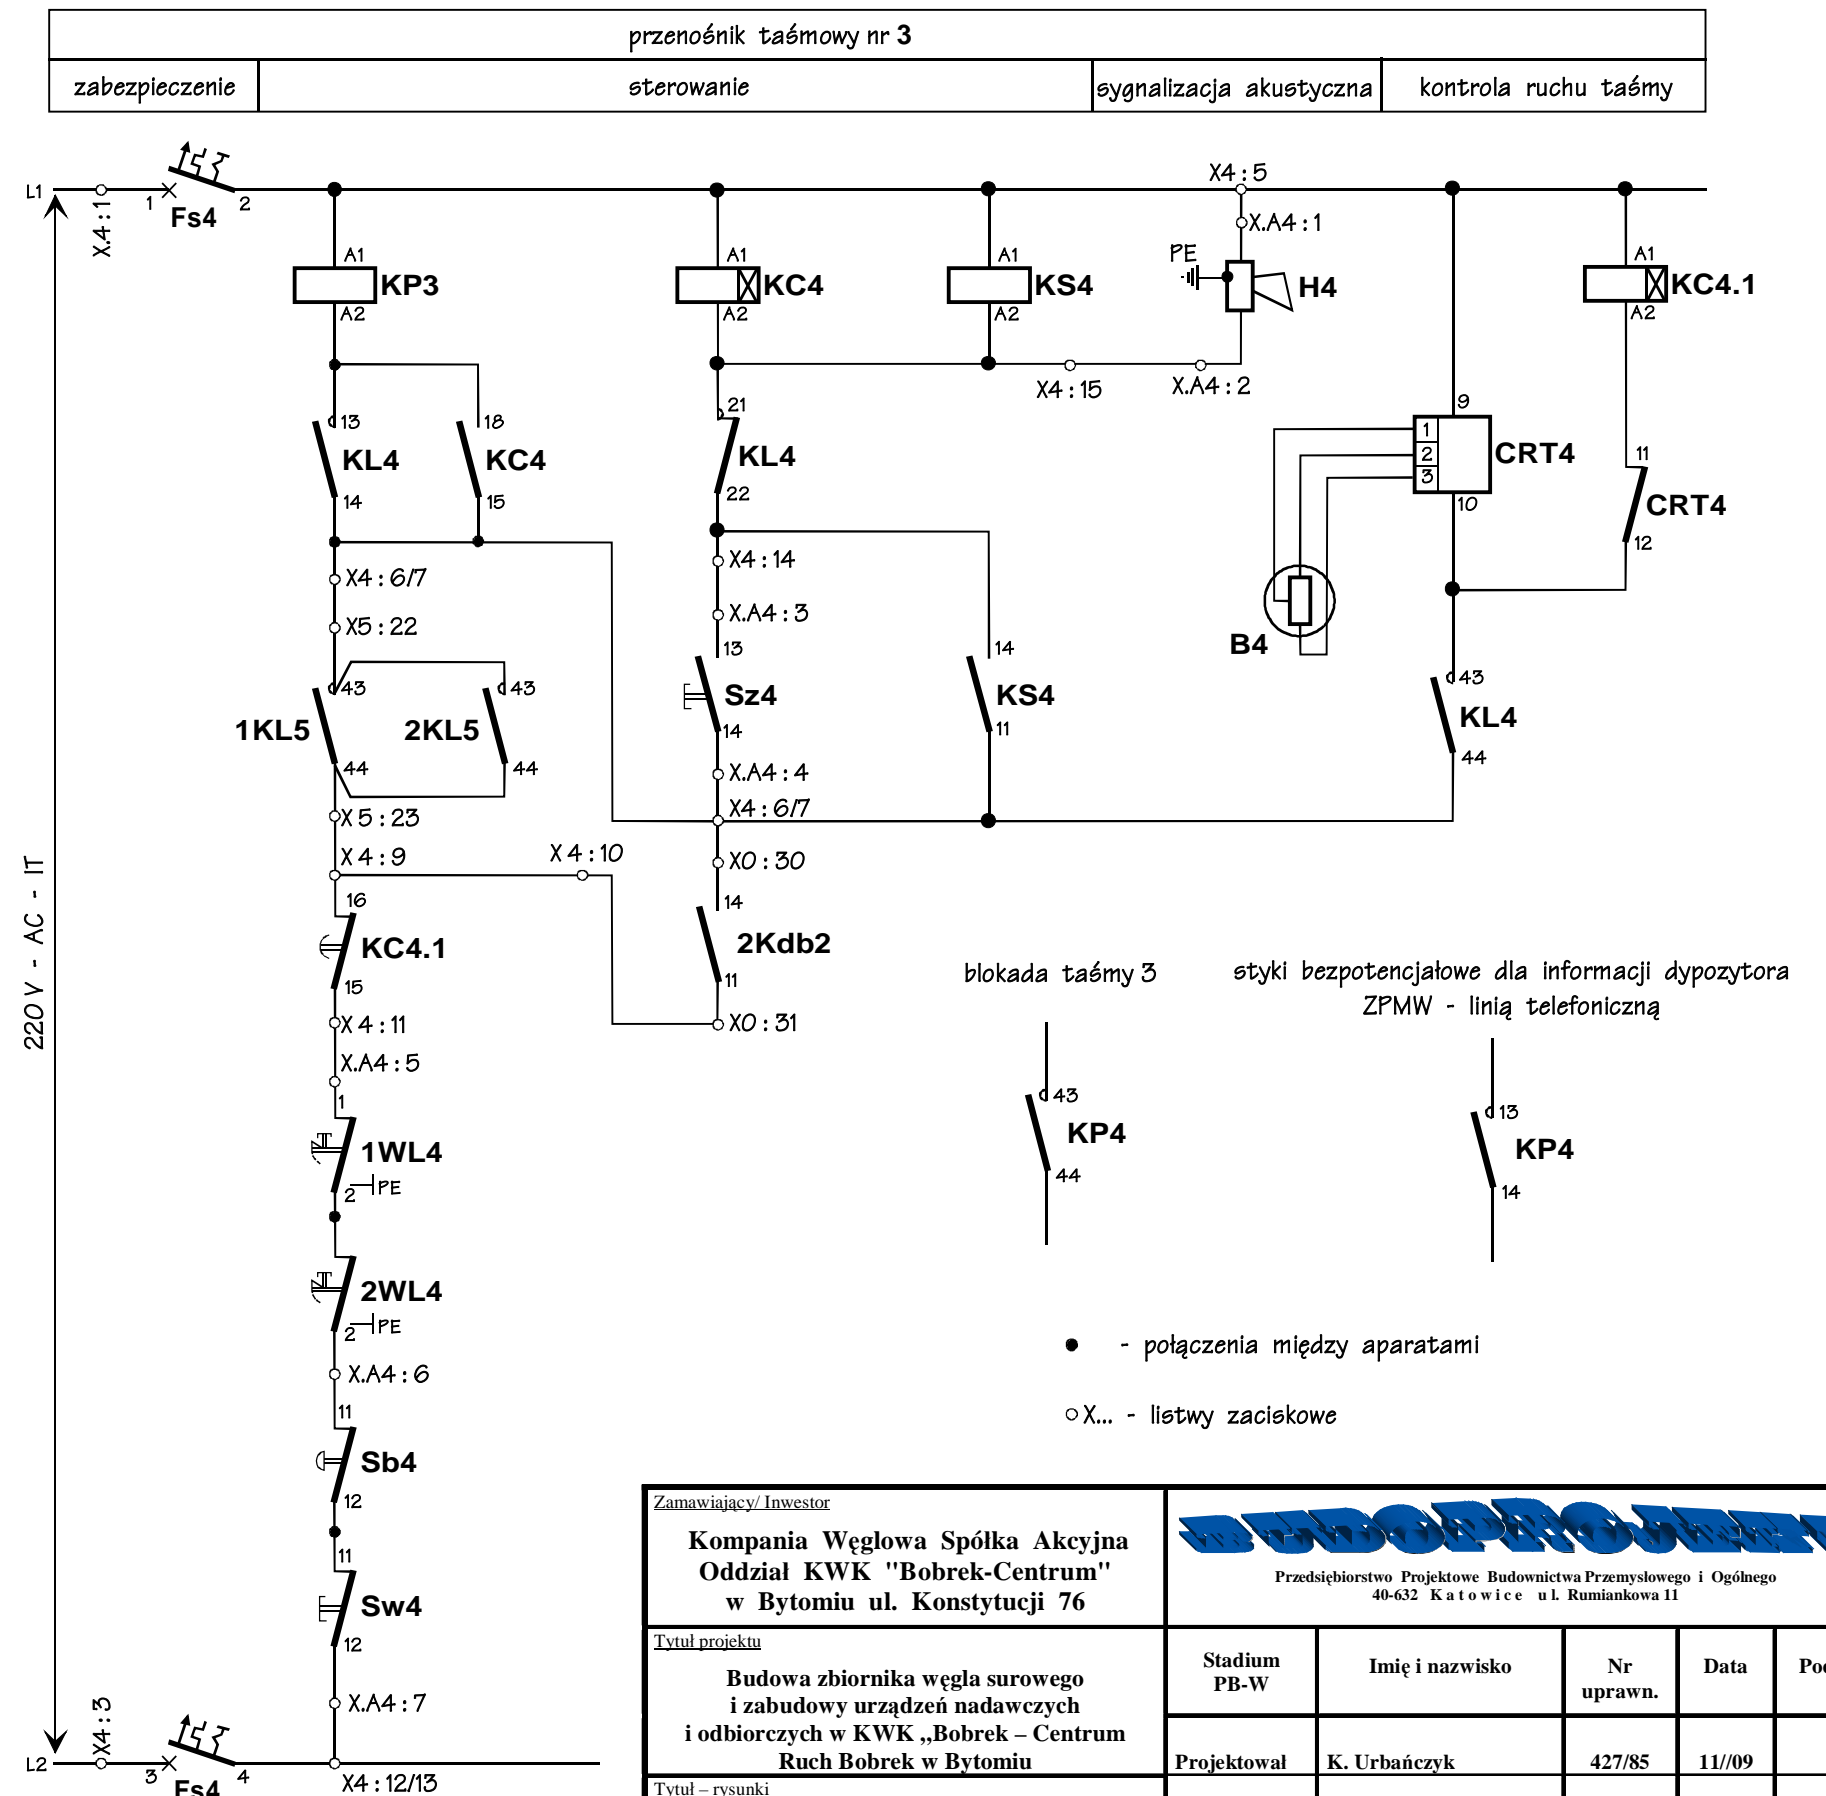 przenośnik taśmowy nr 3
zabezpieczenie
sterowanie
sygnalizacja akustyczna
kontrola ruchu taśmy
L1
X.4 : 1
1
Fs4
2
X4 : 5
X.A4 : 1
PE
H4
A1
KP3
A2
A1
KC4
A2
A1
KS4
A2
A1
KC4.1
A2
X4 : 15
X.A4 : 2
13
KL4
14
18
KC4
15
21
KL4
22
9
1
2
3
CRT4
10
11
CRT4
12
B4
X4 : 6/7
X5 : 22
X4 : 14
X.A4 : 3
43
1KL5
44
43
2KL5
44
13
Sz4
14
14
KS4
11
43
KL4
44
X.A4 : 4
X4 : 6/7
X 5 : 23
X 4 : 9
X 4 : 10
X0 : 30
16
KC4.1
15
14
2Kdb2
11
X0 : 31
220 V - AC - IT
X 4 : 11
X.A4 : 5
blokada taśmy 3
43
KP4
44
styki bezpotencjałowe dla informacji dypozytora
ZPMW - linią telefoniczną
13
KP4
14
1
1WL4
2
PE
2WL4
2
PE
X.A4 : 6
- połączenia między aparatami
X... - listwy zaciskowe
11
Sb4
12
11
Sw4
12
X.A4 : 7
X4 : 3
L2
3
Fs4
4
X4 : 12/13
Zamawiający/ Inwestor
Kompania Węglowa Spółka Akcyjna
Oddział KWK "Bobrek-Centrum"
w Bytomiu ul. Konstytucji 76
Przedsiębiorstwo Projektowe Budownictwa Przemysłowego i Ogólnego
40-632 K a t o w i c e u l. Rumiankowa 11
Tytuł projektu
Budowa zbiornika węgla surowego
i zabudowy urządzeń nadawczych
i odbiorczych w KWK „Bobrek – Centrum
Ruch Bobrek w Bytomiu
Stadium
PB-W
Imię i nazwisko
Nr
uprawn.
Data
Projektował
K. Urbańczyk
427/85
11//09
Tytuł – rysunki